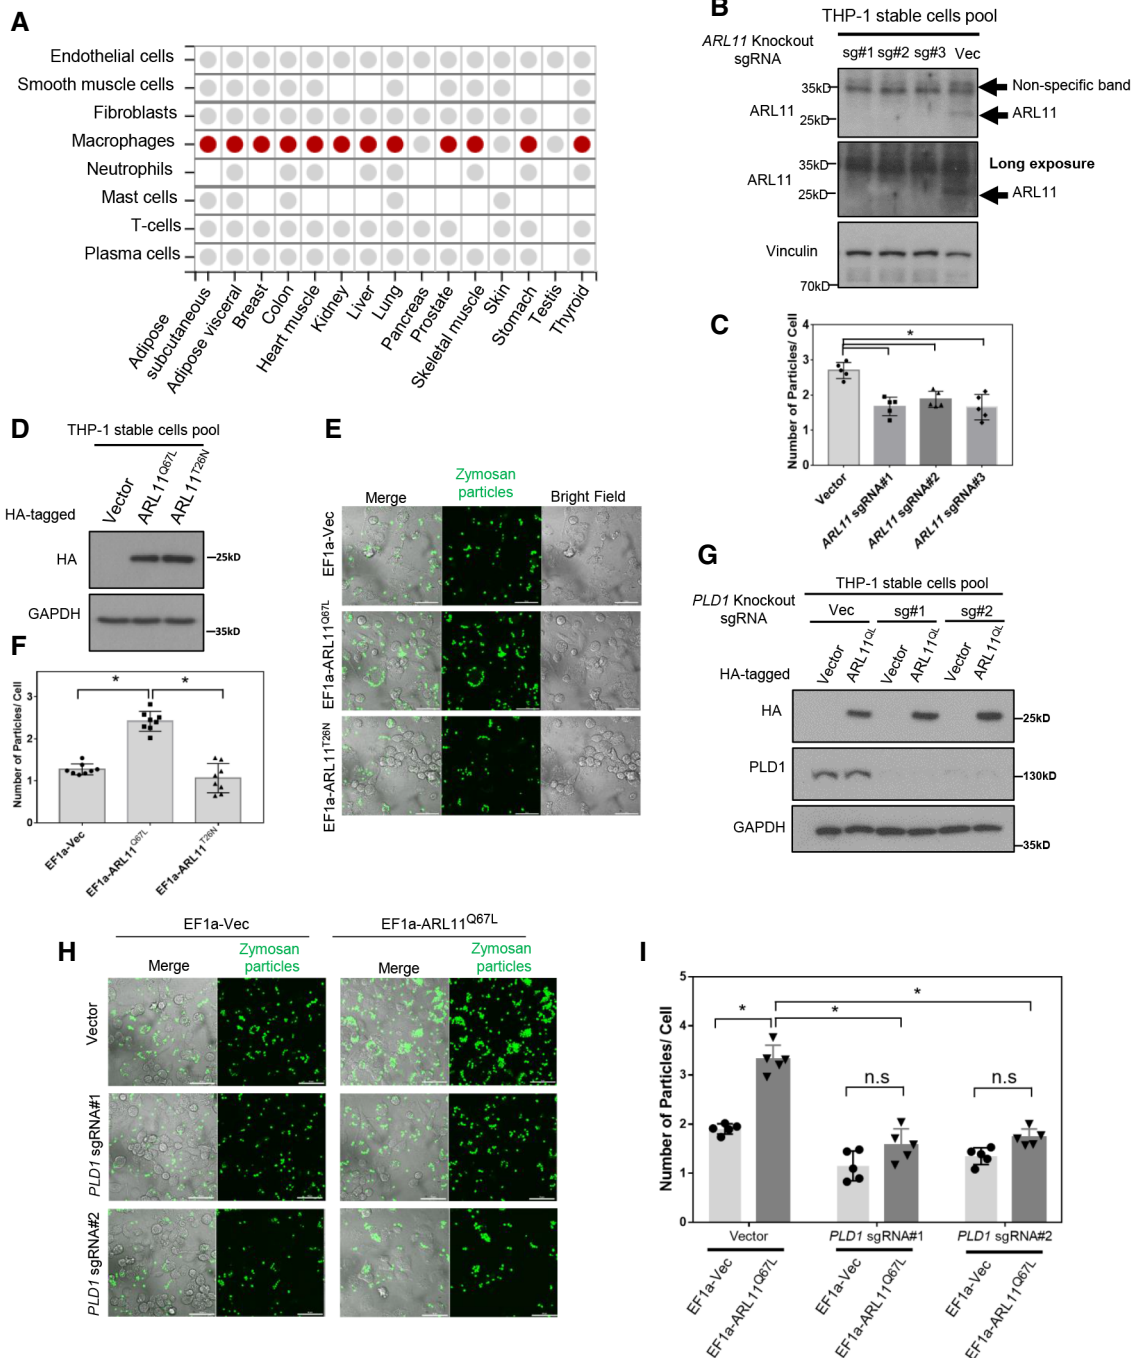 A
Endothelial cells
Smooth muscle cells
Fibroblasts
Macrophages
Neutrophils
Mast cells
T-cells
Plasma cells
Adipose subcutaneous
Adipose visceral
Breast
Colon
Heart muscle
Kidney
Liver
Lung
Pancreas
Prostate
Skeletal muscle
Skin
Stomach
Testis
Thyroid
B
THP-1 stable cells pool
ARL11 Knockout
sgRNA
sg#1 sg#2 sg#3 Vec
ARL11
35kD
25kD
Non-specific band
ARL11
ARL11
35kD
25kD
Long exposure
ARL11
Vinculin
70kD
C
Number of Particles/ Cell
4
3
2
1
0
*
Vector
ARL11 sgRNA#1
ARL11 sgRNA#2
ARL11 sgRNA#3
D
THP-1 stable cells pool
HA-tagged
Vector
ARL11Q67L
ARL11T26N
HA
25kD
GAPDH
35kD
E
Merge
Zymosan
particles
Bright Field
EF1a-Vec
EF1a-ARL11Q67L
EF1a-ARL11T26N
F
Number of Particles/ Cell
3
2
1
0
* *
EF1a-Vec
EF1a-ARL11Q67L
EF1a-ARL11T26N
G
THP-1 stable cells pool
PLD1 Knockout
sgRNA
Vec sg#1 sg#2
HA-tagged
Vector
ARL11QL
Vector
ARL11QL
Vector
ARL11QL
HA
25kD
PLD1
130kD
GAPDH
35kD
H
EF1a-Vec
EF1a-ARL11Q67L
Merge
Zymosan
particles
Merge
Zymosan
particles
Vector
PLD1 sgRNA#1
PLD1 sgRNA#2
I
Number of Particles/ Cell
5
4
3
2
1
0
*
*
*
n.s
n.s
Vector
PLD1 sgRNA#1
PLD1 sgRNA#2
EF1a-Vec
EF1a-ARL11Q67L
EF1a-Vec
EF1a-ARL11Q67L
EF1a-Vec
EF1a-ARL11Q67L